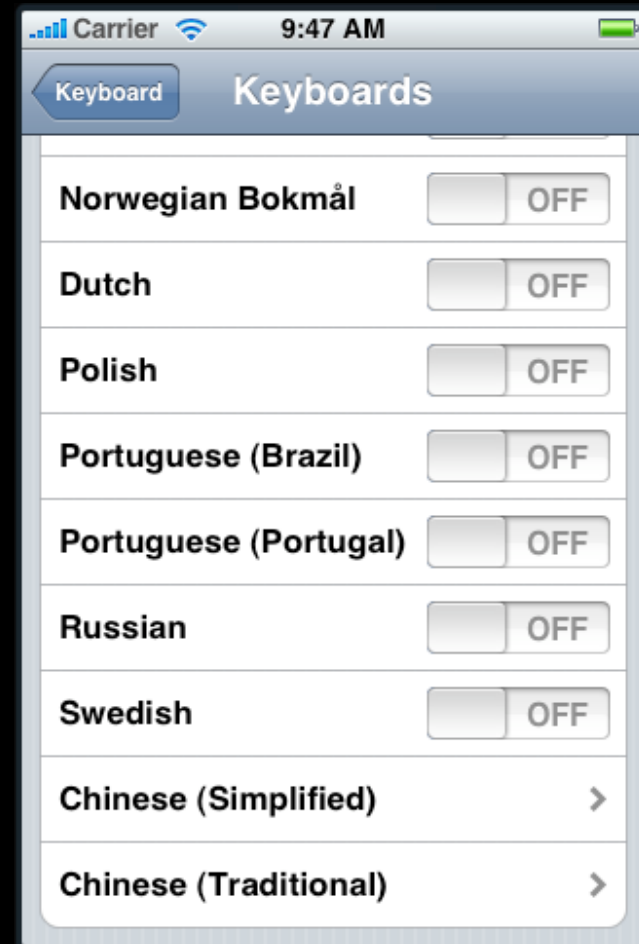 Carrier 9:47 AM
Keyboard Keyboards
Norwegian Bokmål OFF
Dutch OFF
Polish OFF
Portuguese (Brazil) OFF
Portuguese (Portugal) OFF
Russian OFF
Swedish OFF
Chinese (Simplified)
Chinese (Traditional)